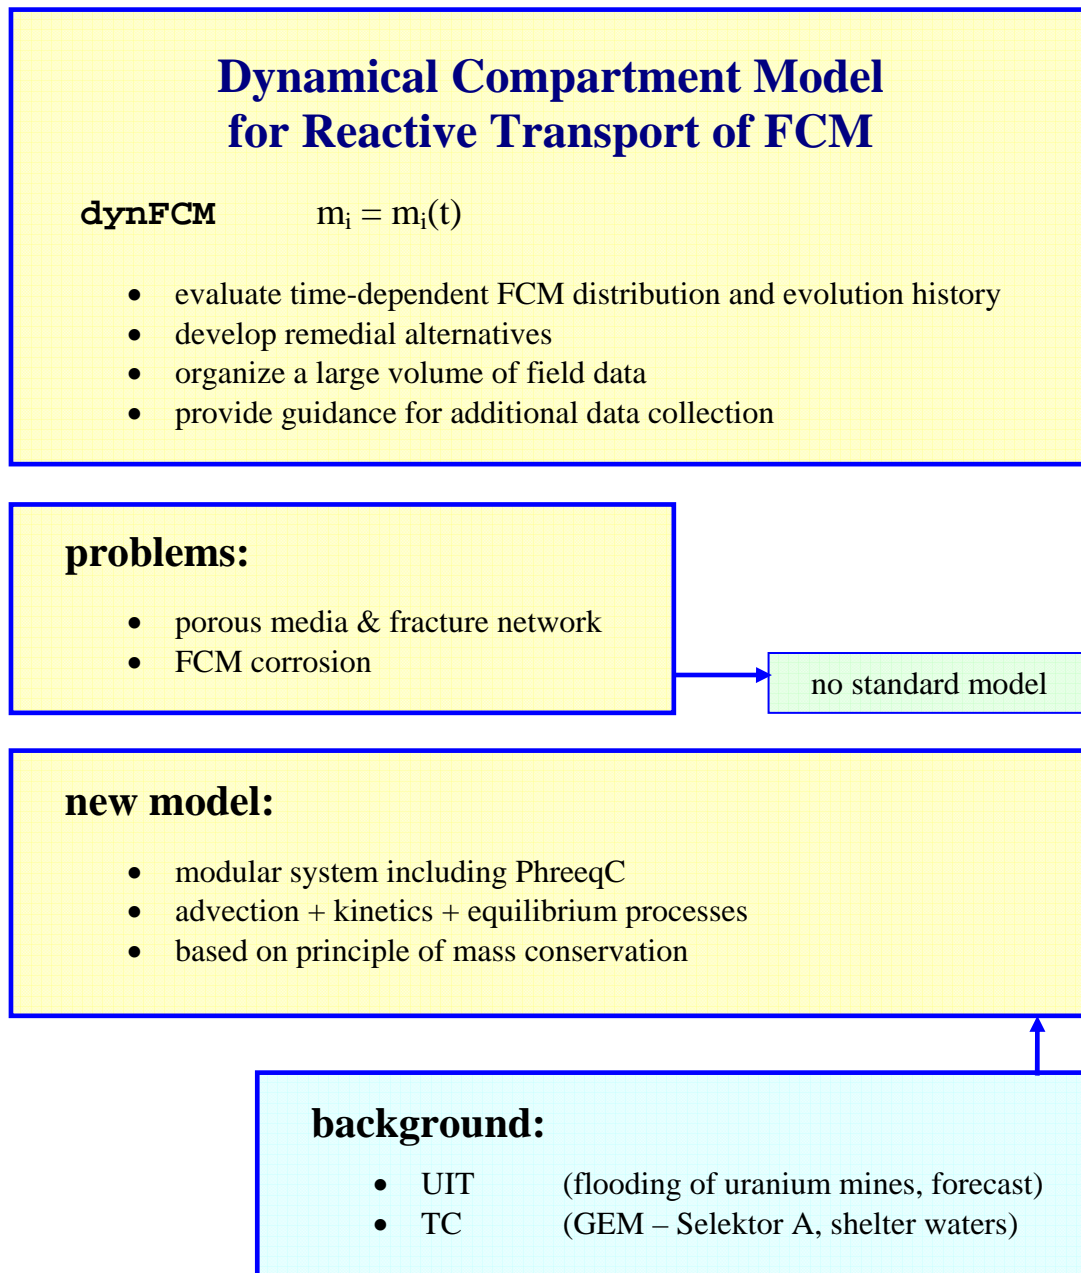 Dynamical Compartment Model
for Reactive Transport of FCM
dynFCM mᵢ = mᵢ(t)
• evaluate time-dependent FCM distribution and evolution history
• develop remedial alternatives
• organize a large volume of field data
• provide guidance for additional data collection
problems:
• porous media & fracture network
• FCM corrosion
no standard model
new model:
• modular system including PhreeqC
• advection + kinetics + equilibrium processes
• based on principle of mass conservation
background:
• UIT (flooding of uranium mines, forecast)
• TC (GEM – Selektor A, shelter waters)